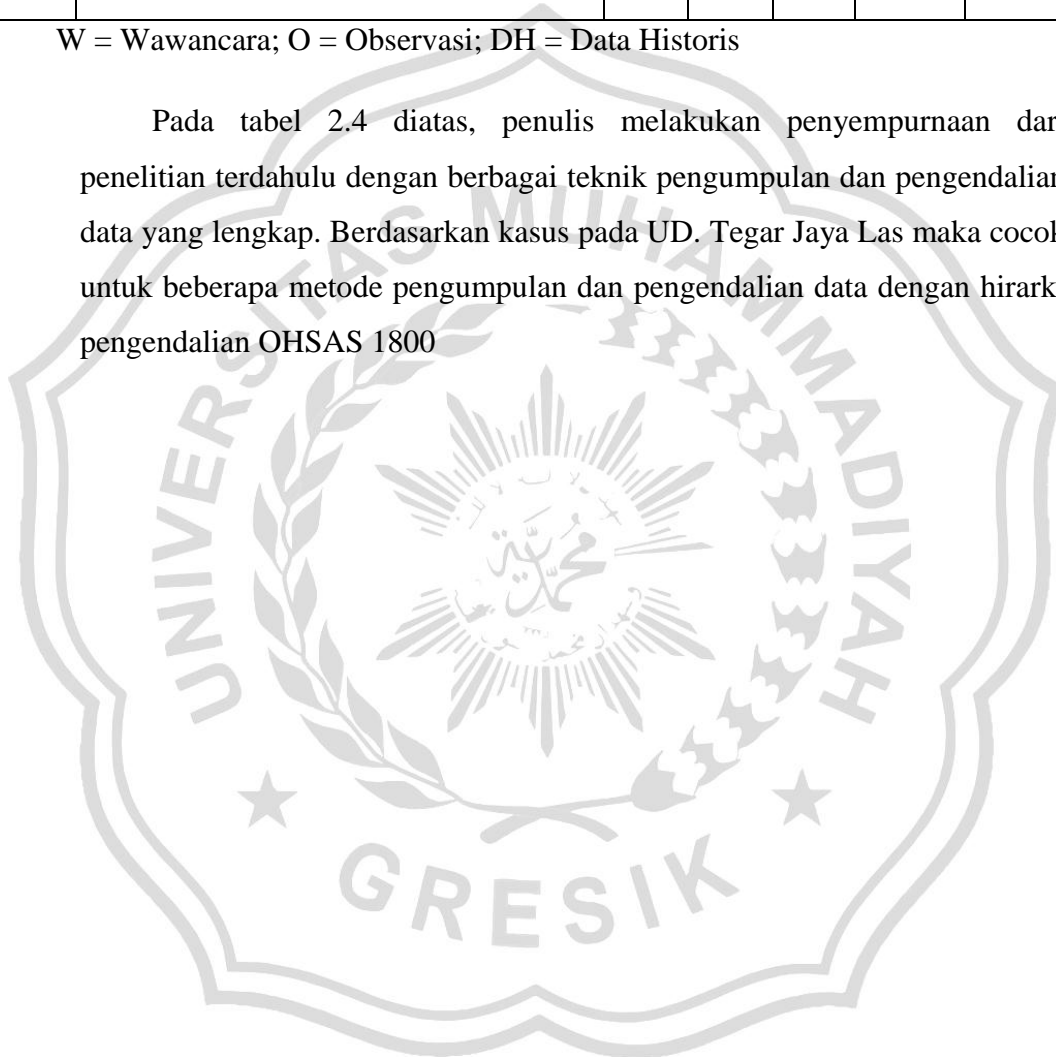 W = Wawancara; O = Observasi; DH = Data Historis
Pada tabel 2.4 diatas, penulis melakukan penyempurnaan dar
penelitian terdahulu dengan berbagai teknik pengumpulan dan pengendalian
data yang lengkap. Berdasarkan kasus pada UD. Tegar Jaya Las maka cocok
untuk beberapa metode pengumpulan dan pengendalian data dengan hirark
pengendalian OHSAS 1800
UNIVERSITAS MUHAMMADIYAH
GRESIK